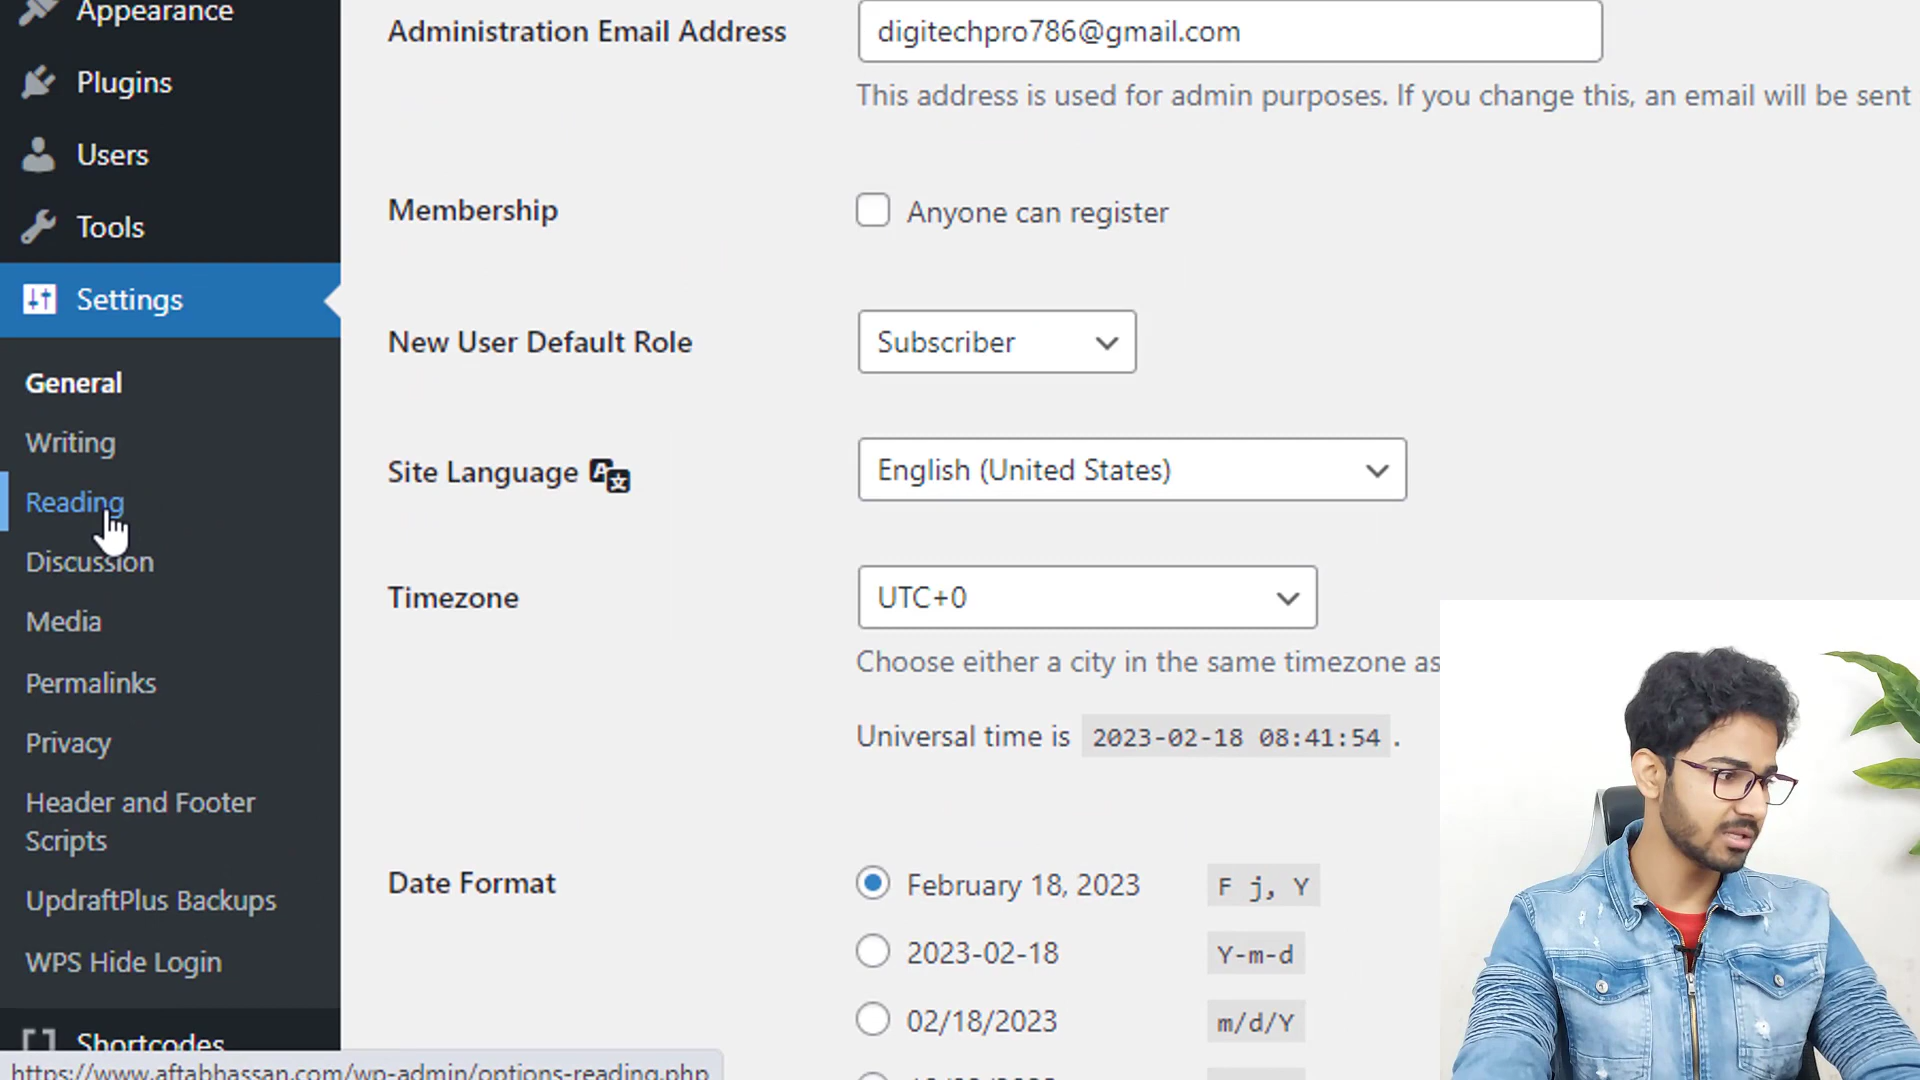 Appearance
Plugins
Users
Tools
Settings
General
Writing
Reading
Discussion
Media
Permalinks
Privacy
Header and Footer
Scripts
UpdraftPlus Backups
WPS Hide Login
Shortcodes
https://www.aftabhassan.com/wp-admin/options-reading.php
Administration Email Address
digitechpro786@gmail.com
This address is used for admin purposes. If you change this, an email will be sent
Membership
Anyone can register
New User Default Role
Subscriber
Site Language
English (United States)
Timezone
UTC+0
Choose either a city in the same timezone as
Universal time is 2023-02-18 08:41:54 .
Date Format
February 18, 2023 F j, Y
2023-02-18 Y-m-d
02/18/2023 m/d/Y